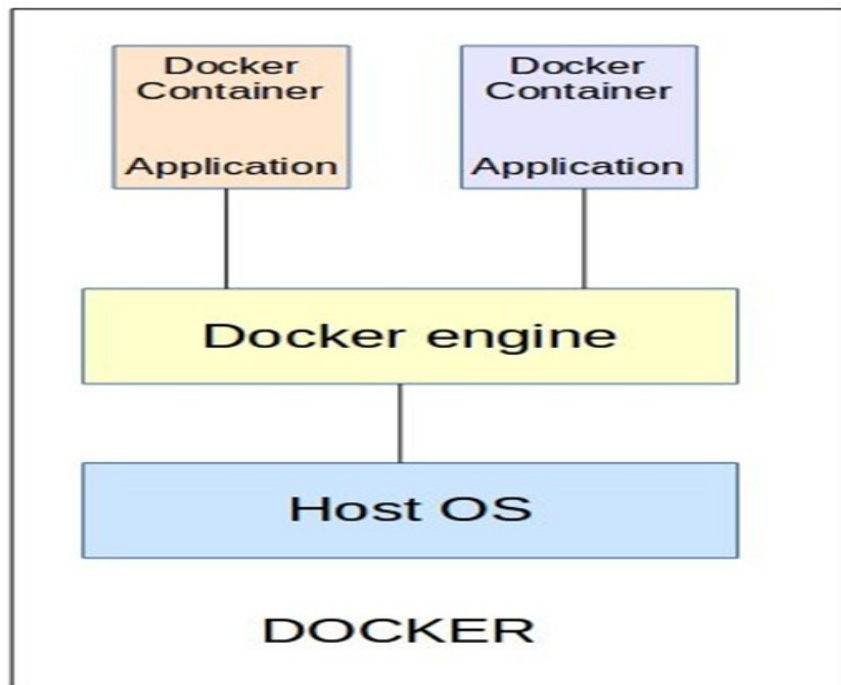 Docker
Container
Application
Docker
Container
Application
Docker engine
Host OS
DOCKER